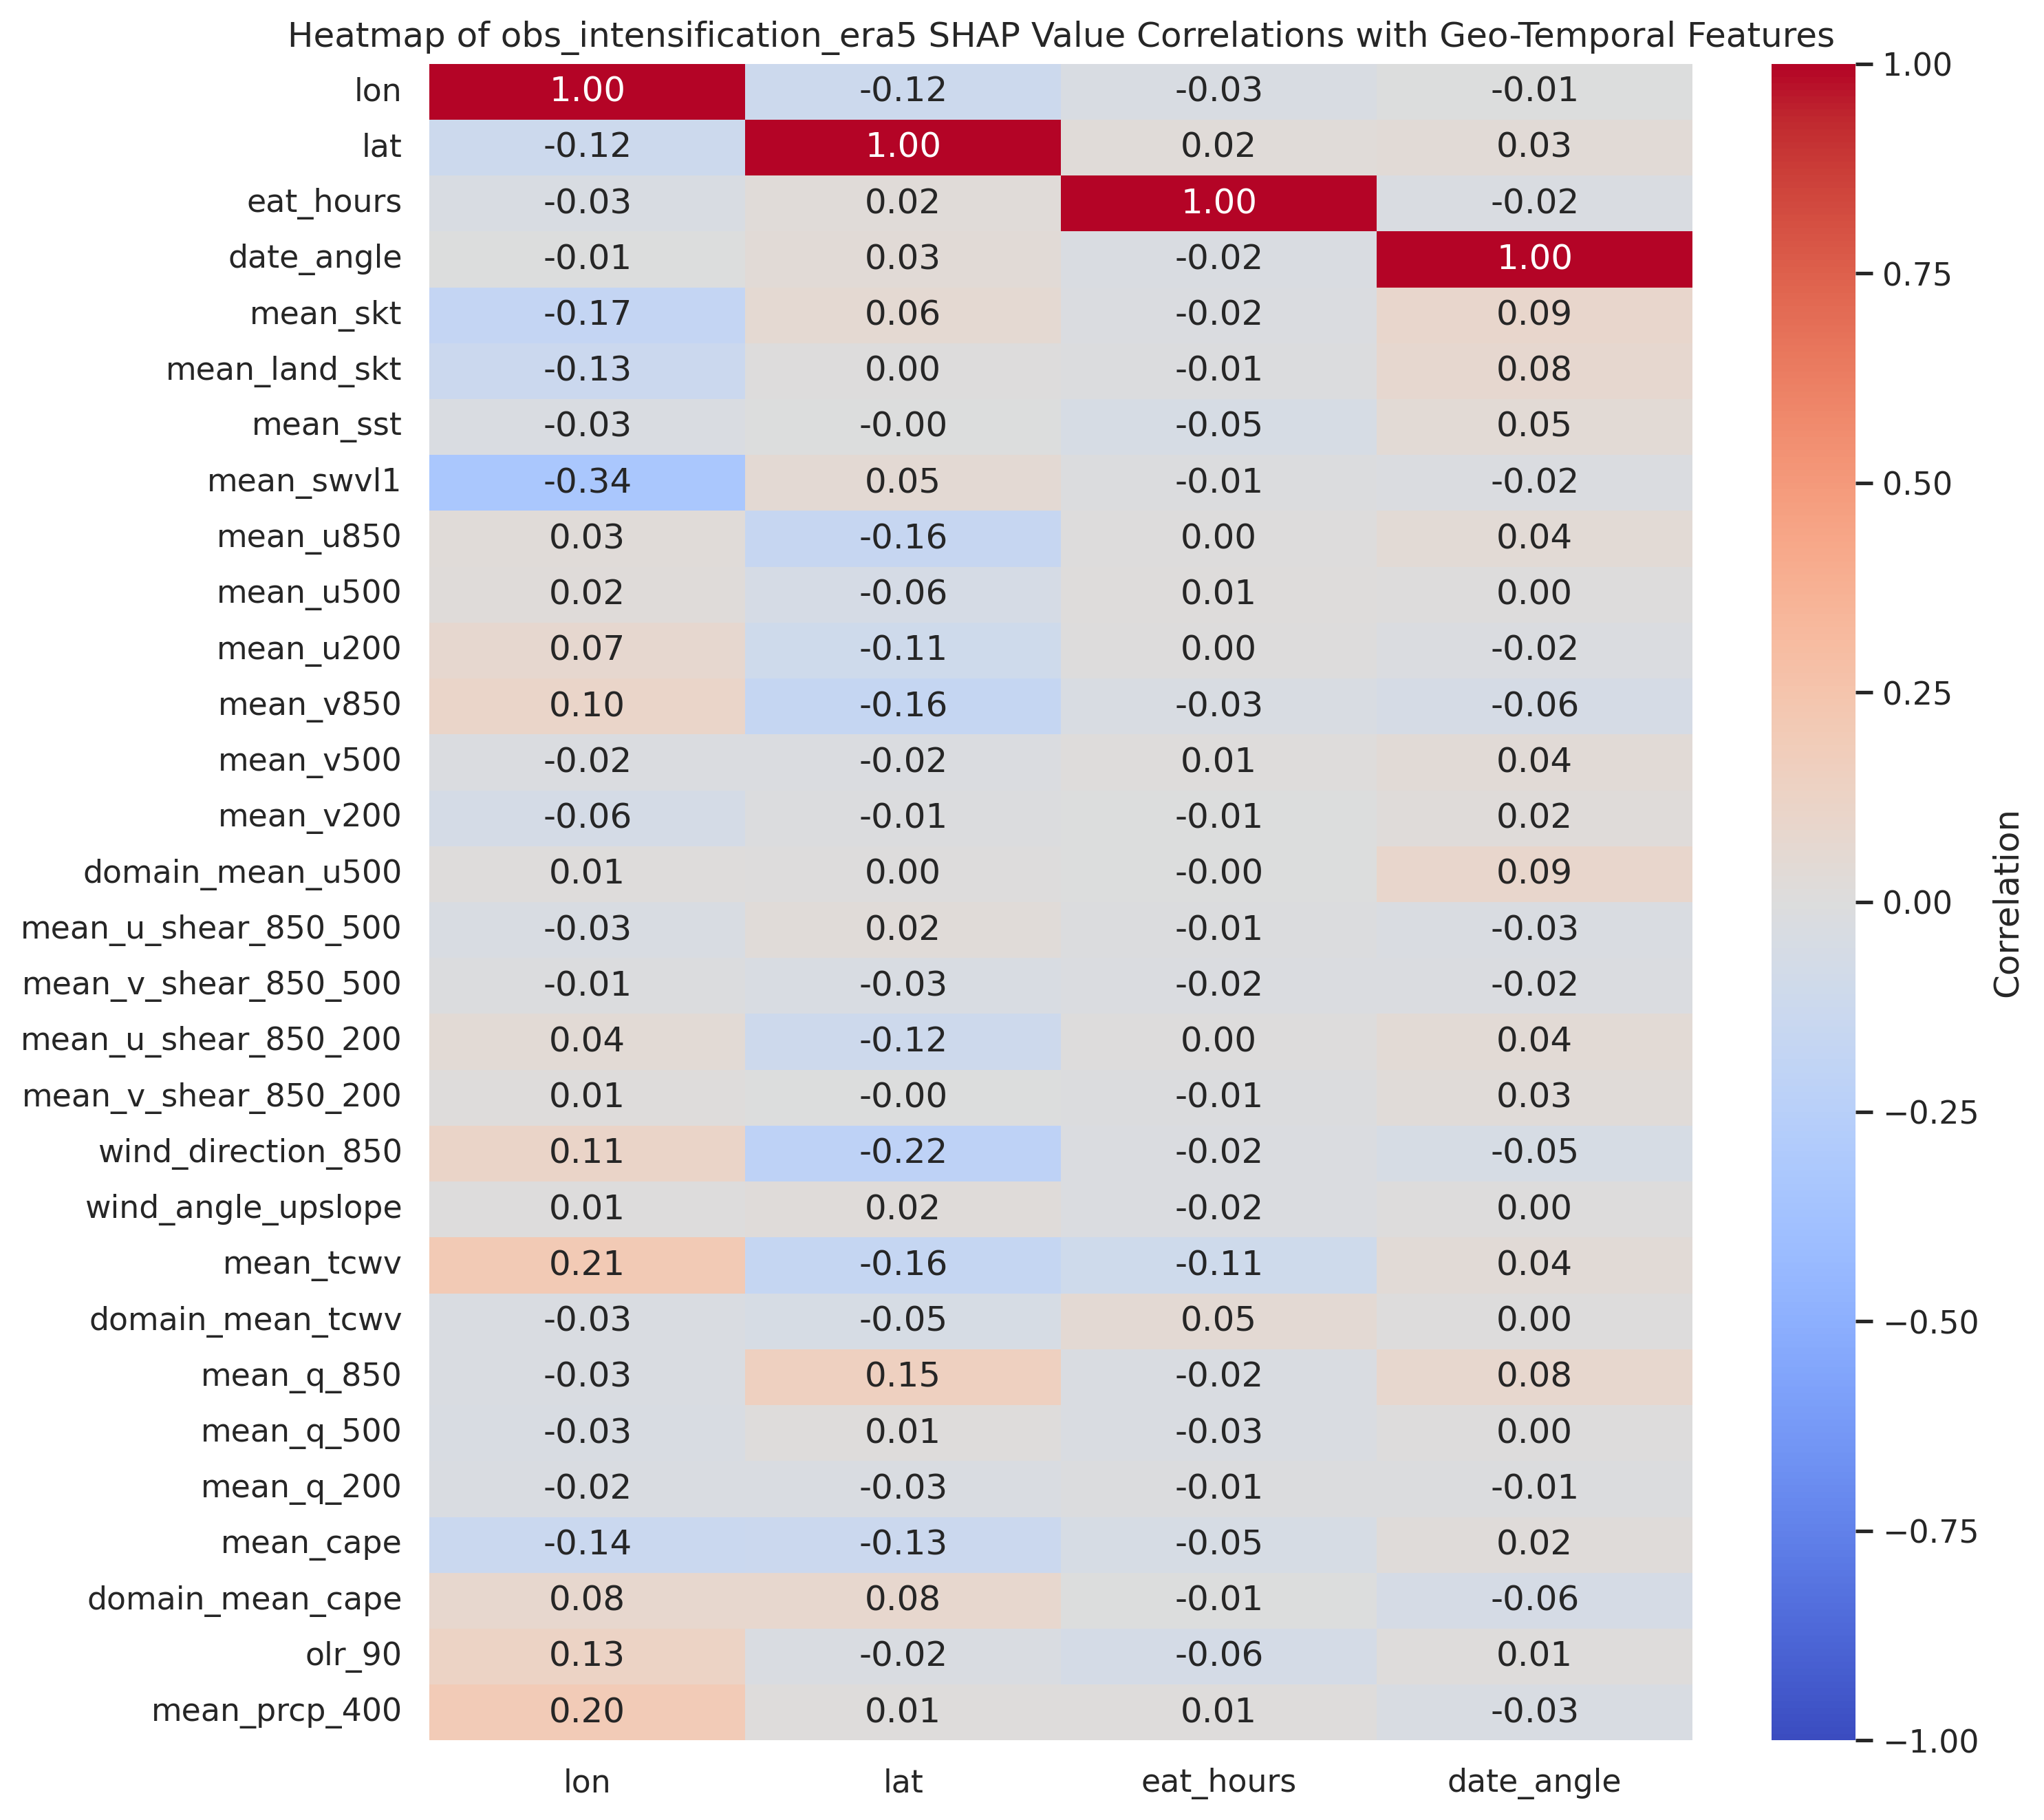 Heatmap of obs_intensification_era5 SHAP Value Correlations with Geo-Temporal Features
lon 1.00 -0.12 -0.03 -0.01
lat -0.12 1.00 0.02 0.03
eat_hours -0.03 0.02 1.00 -0.02
date_angle -0.01 0.03 -0.02 1.00
mean_skt -0.17 0.06 -0.02 0.09
mean_land_skt -0.13 0.00 -0.01 0.08
mean_sst -0.03 -0.00 -0.05 0.05
mean_swvl1 -0.34 0.05 -0.01 -0.02
mean_u850 0.03 -0.16 0.00 0.04
mean_u500 0.02 -0.06 0.01 0.00
mean_u200 0.07 -0.11 0.00 -0.02
mean_v850 0.10 -0.16 -0.03 -0.06
mean_v500 -0.02 -0.02 0.01 0.04
mean_v200 -0.06 -0.01 -0.01 0.02
domain_mean_u500 0.01 0.00 -0.00 0.09
mean_u_shear_850_500 -0.03 0.02 -0.01 -0.03
mean_v_shear_850_500 -0.01 -0.03 -0.02 -0.02
mean_u_shear_850_200 0.04 -0.12 0.00 0.04
mean_v_shear_850_200 0.01 -0.00 -0.01 0.03
wind_direction_850 0.11 -0.22 -0.02 -0.05
wind_angle_upslope 0.01 0.02 -0.02 0.00
mean_tcwv 0.21 -0.16 -0.11 0.04
domain_mean_tcwv -0.03 -0.05 0.05 0.00
mean_q_850 -0.03 0.15 -0.02 0.08
mean_q_500 -0.03 0.01 -0.03 0.00
mean_q_200 -0.02 -0.03 -0.01 -0.01
mean_cape -0.14 -0.13 -0.05 0.02
domain_mean_cape 0.08 0.08 -0.01 -0.06
olr_90 0.13 -0.02 -0.06 0.01
mean_prcp_400 0.20 0.01 0.01 -0.03
lon lat eat_hours date_angle
1.00
0.75
0.50
0.25
0.00
−0.25
−0.50
−0.75
−1.00
Correlation